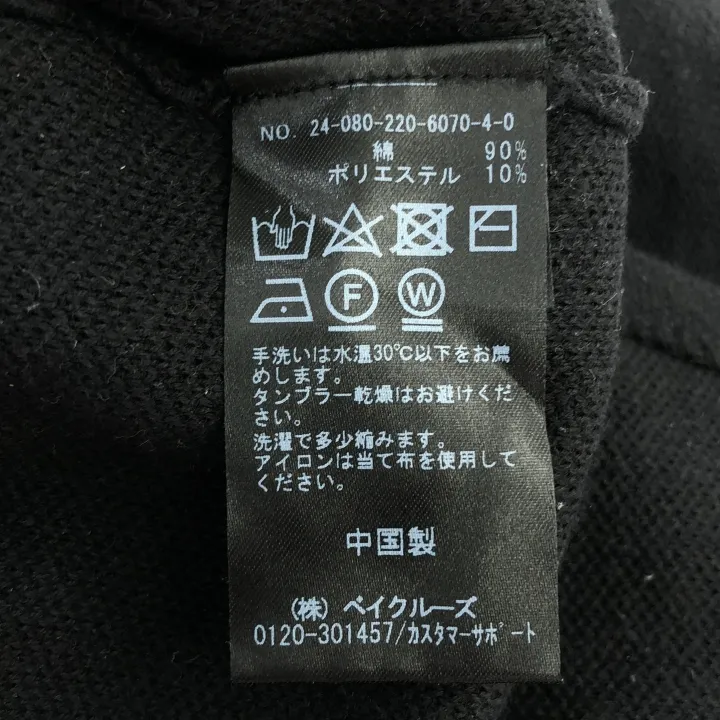 NO. 24-080-220-6070-4-0
綿 90%
ポリエステル 10%
F W
手洗いは水温30℃以下をお薦
めします。
タンブラー乾燥はお避けくだ
さい。
洗濯で多少縮みます。
アイロンは当て布を使用して
ください。
中国製
(株) ベイクルーズ
0120-301457/カスタマーサポート